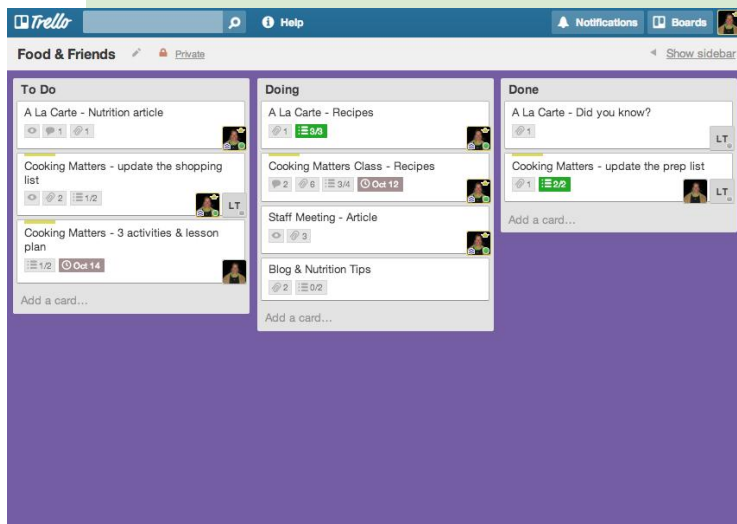 Trello
Help
Notifications
Boards
Food & Friends
Private
Show sidebar
To Do
A La Carte - Nutrition article
1 1
Cooking Matters - update the shopping
list
2 1/2
LT
Cooking Matters - 3 activities & lesson
plan
1/2 Oct 14
Add a card...
Doing
A La Carte - Recipes
1 3/3
Cooking Matters Class - Recipes
2 6 3/4 Oct 12
Staff Meeting - Article
3
Blog & Nutrition Tips
2 0/2
Add a card...
Done
A La Carte - Did you know?
1
LT
Cooking Matters - update the prep list
1 2/2
LT
Add a card...